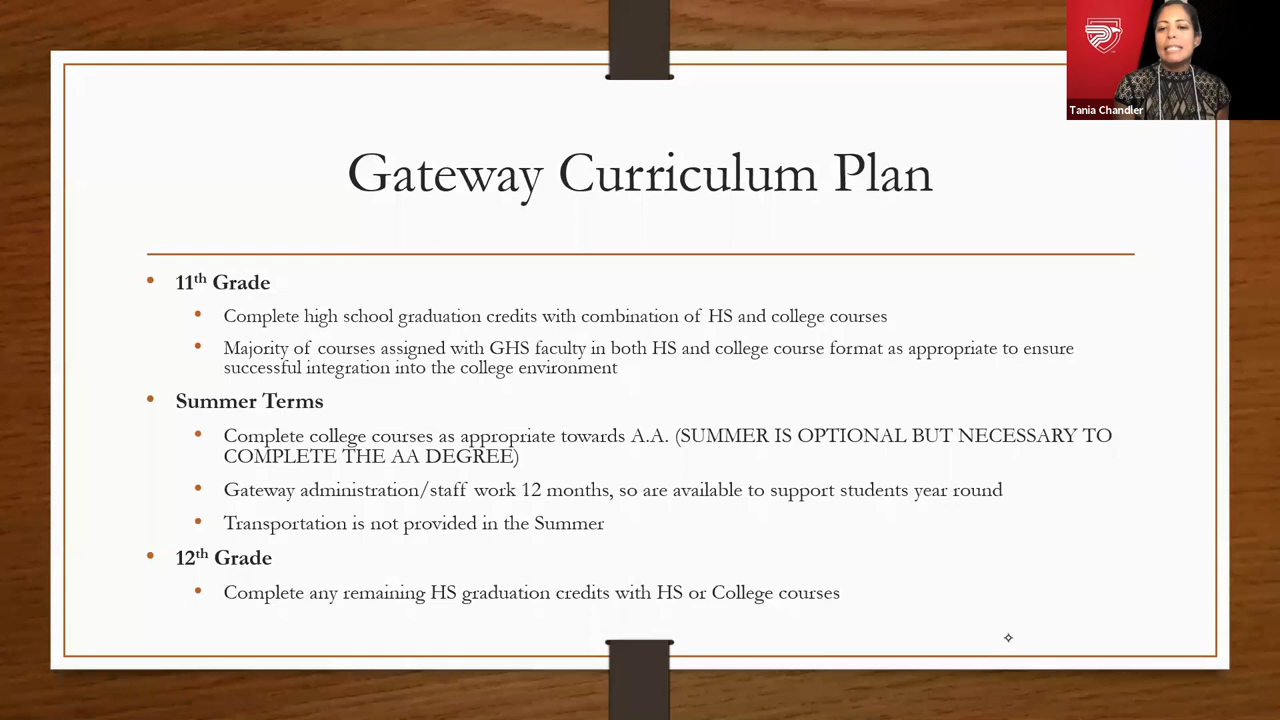 Tania Chandler
Gateway Curriculum Plan
11th Grade
Complete high school graduation credits with combination of HS and college courses
Majority of courses assigned with GHS faculty in both HS and college course format as appropriate to ensure
successful integration into the college environment
Summer Terms
Complete college courses as appropriate towards A.A. (SUMMER IS OPTIONAL BUT NECESSARY TO
COMPLETE THE AA DEGREE)
Gateway administration/staff work 12 months, so are available to support students year round
Transportation is not provided in the Summer
12th Grade
Complete any remaining HS graduation credits with HS or College courses